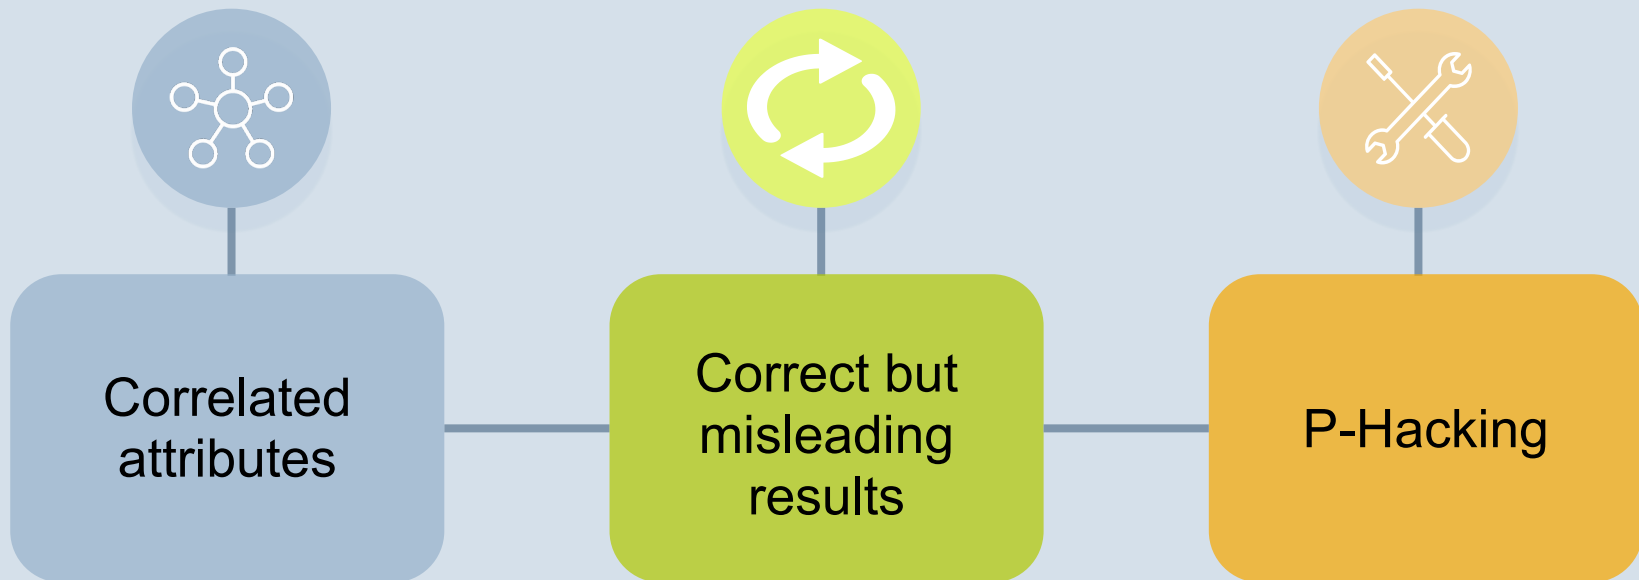 Correlated
attributes
Correct but
misleading
results
P-Hacking